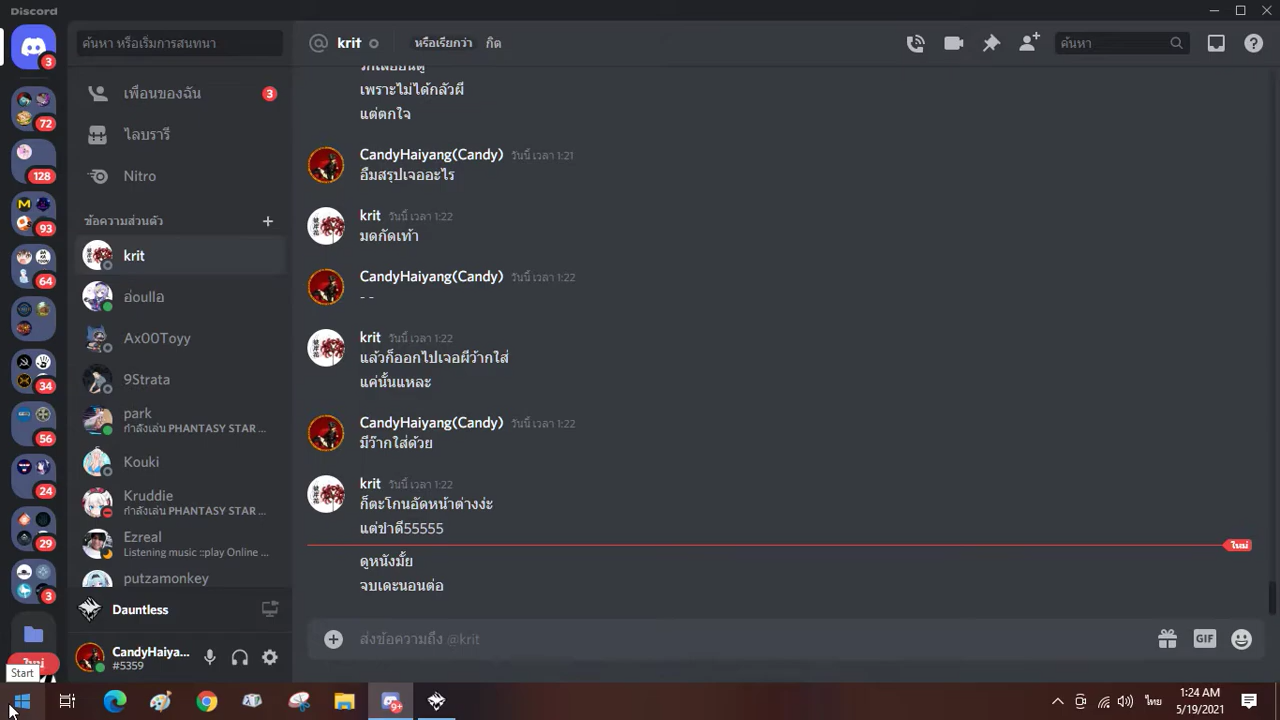 Discord
3
ค้นหา หรือเริ่มการสนทนา
krit
หรือเรียกว่า กิต
ค้นหา
72
128
93
64
34
56
24
29
3
ใหม่
Start
เพื่อนของฉัน
3
ไลบรารี
Nitro
ข้อความส่วนตัว
krit
อ่oulla
Ax00Toyy
9Strata
park
กำลังเล่น PHANTASY STAR ...
Kouki
Kruddie
กำลังเล่น PHANTASY STAR ...
Ezreal
Listening music ::play Online ...
putzamonkey
Dauntless
CandyHaiya...
#5359
เพราะไม่ได้กลัวผี
แต่ตกใจ
CandyHaiyang(Candy) วันนี้ เวลา 1:21
อืมสรุปเจออะไร
krit วันนี้ เวลา 1:22
มดกัดเท้า
CandyHaiyang(Candy) วันนี้ เวลา 1:22
- -
krit วันนี้ เวลา 1:22
แล้วก็ออกไปเจอผีว้ากใส่
แค่นั้นแหละ
CandyHaiyang(Candy) วันนี้ เวลา 1:22
มีว๊ากใส่ด้วย
krit วันนี้ เวลา 1:22
ก็ตะโกนอัดหน้าต่างง่ะ
แต่ขำดี55555
ใหม่
ดูหนังมั้ย
จบเดะนอนต่อ
ส่งข้อความถึง @krit
GIF
9+
ไทย
1:24 AM
5/19/2021